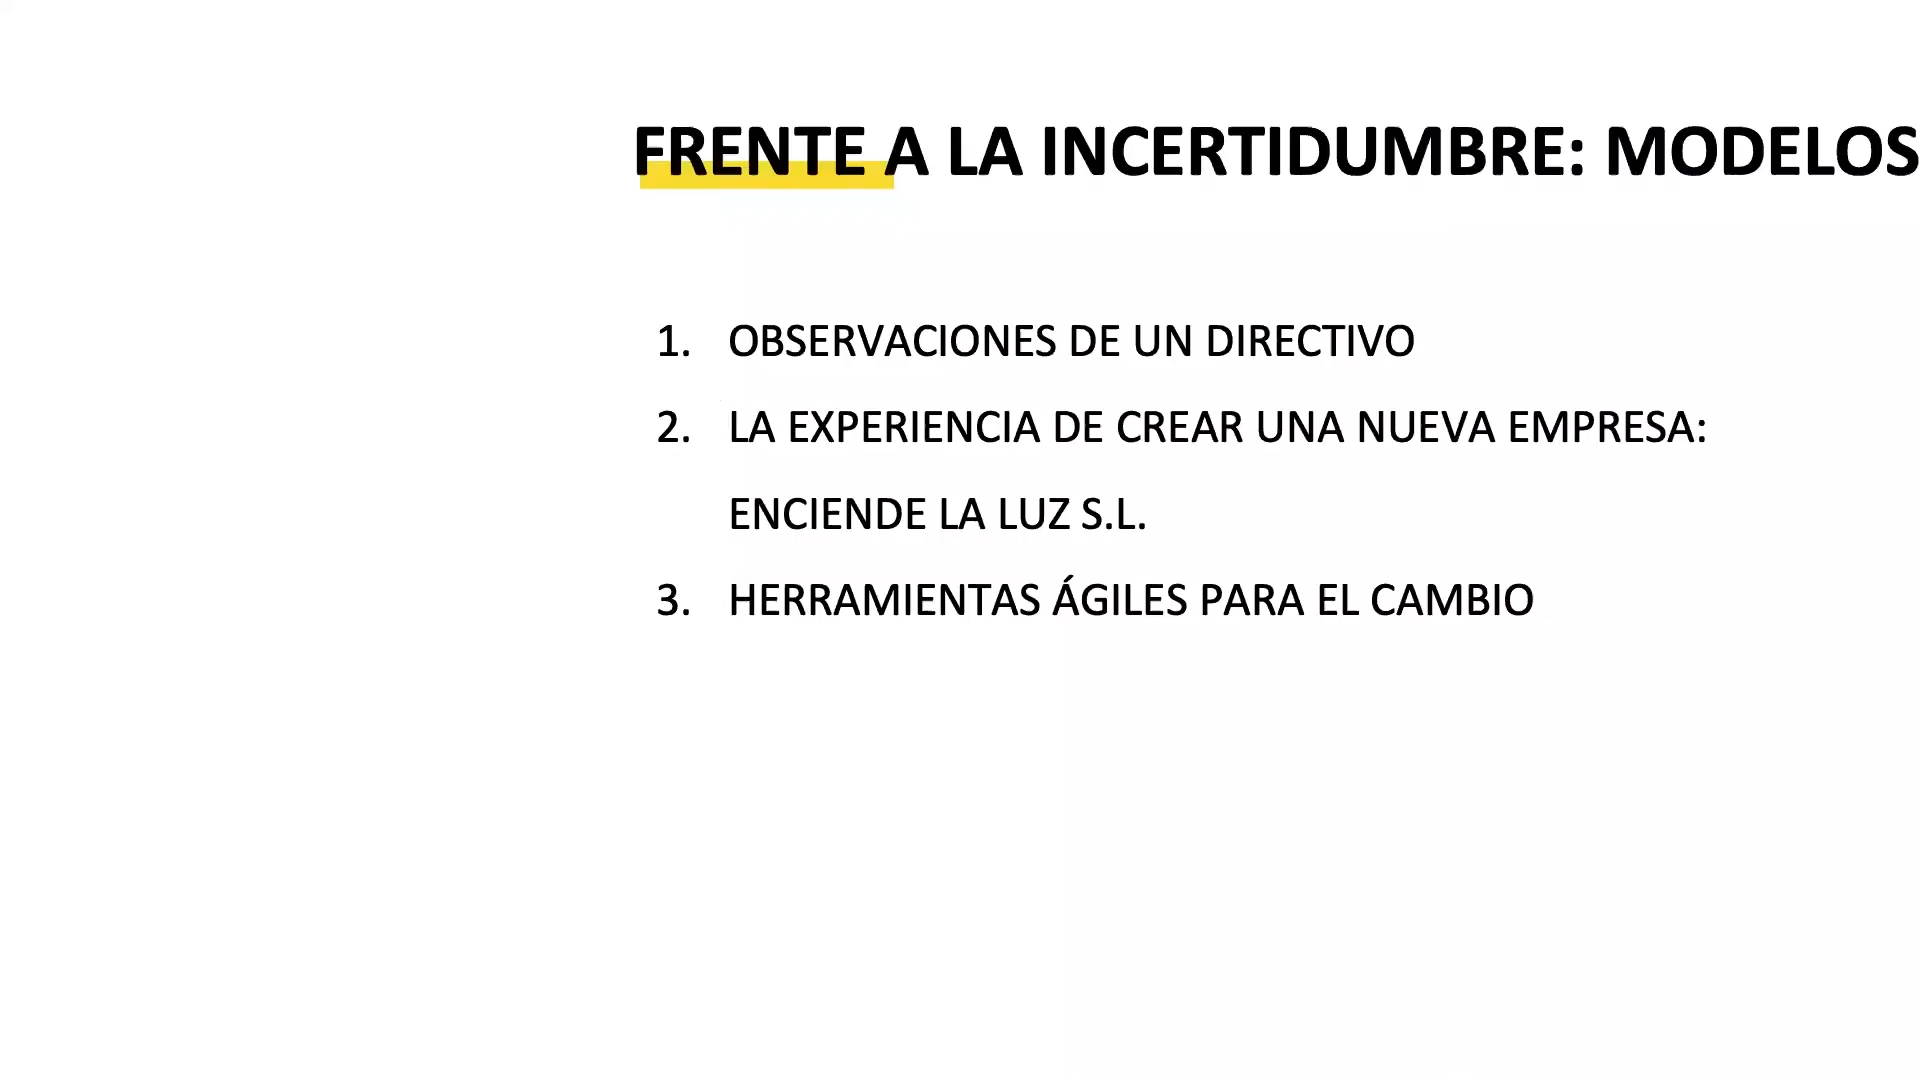 FRENTE A LA INCERTIDUMBRE: MODELOS
1. OBSERVACIONES DE UN DIRECTIVO
2. LA EXPERIENCIA DE CREAR UNA NUEVA EMPRESA:
ENCIENDE LA LUZ S.L.
3. HERRAMIENTAS ÁGILES PARA EL CAMBIO